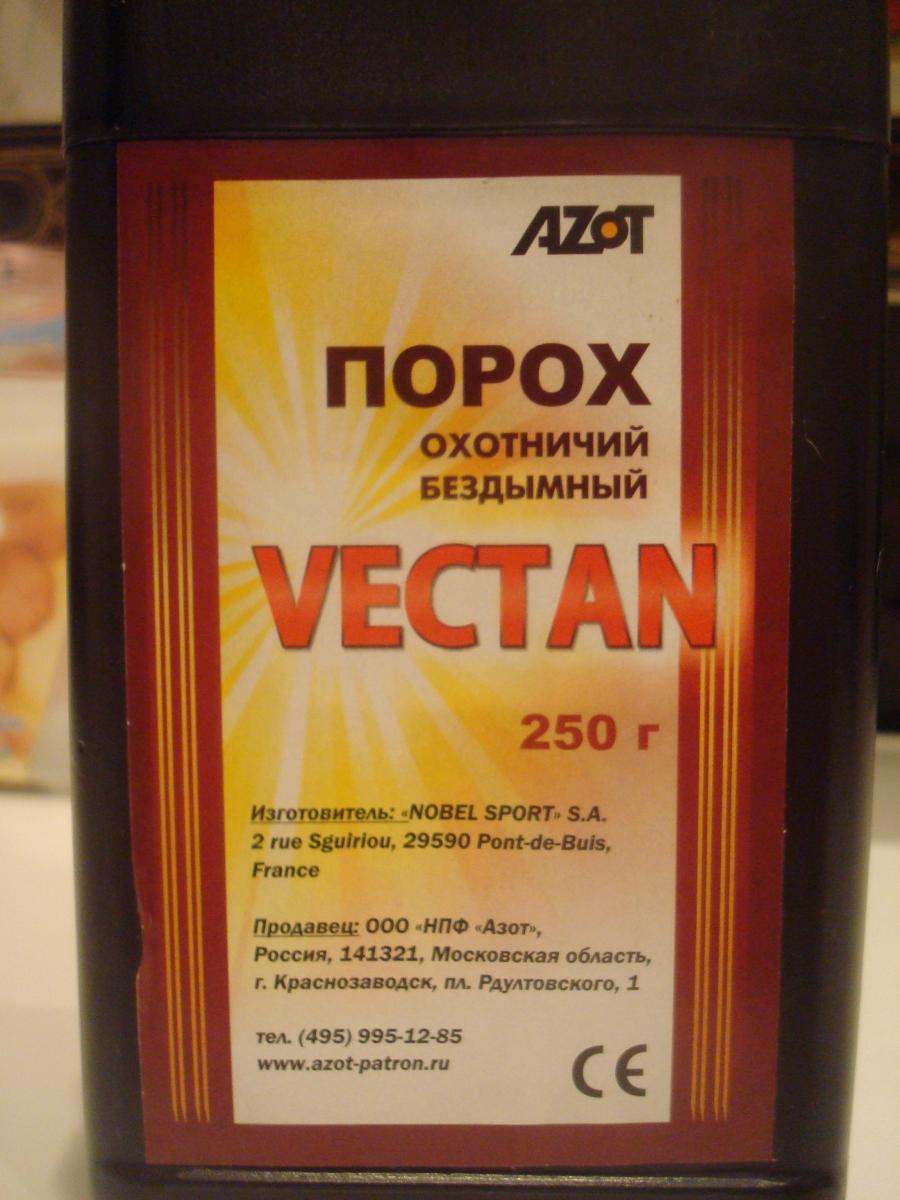 AZOT
ПОРОХ
ОХОТНИЧИЙ
БЕЗДЫМНЫЙ
VECTAN
250 г
Изготовитель: «NOBEL SPORT» S.A.
2 rue Sguiriou, 29590 Pont-de-Buis,
France
Продавец: ООО «НПФ «Азот»,
Россия, 141321, Московская область,
г. Краснозаводск, пл. Рдултовского, 1
тел. (495) 995-12-85
www.azot-patron.ru
CE